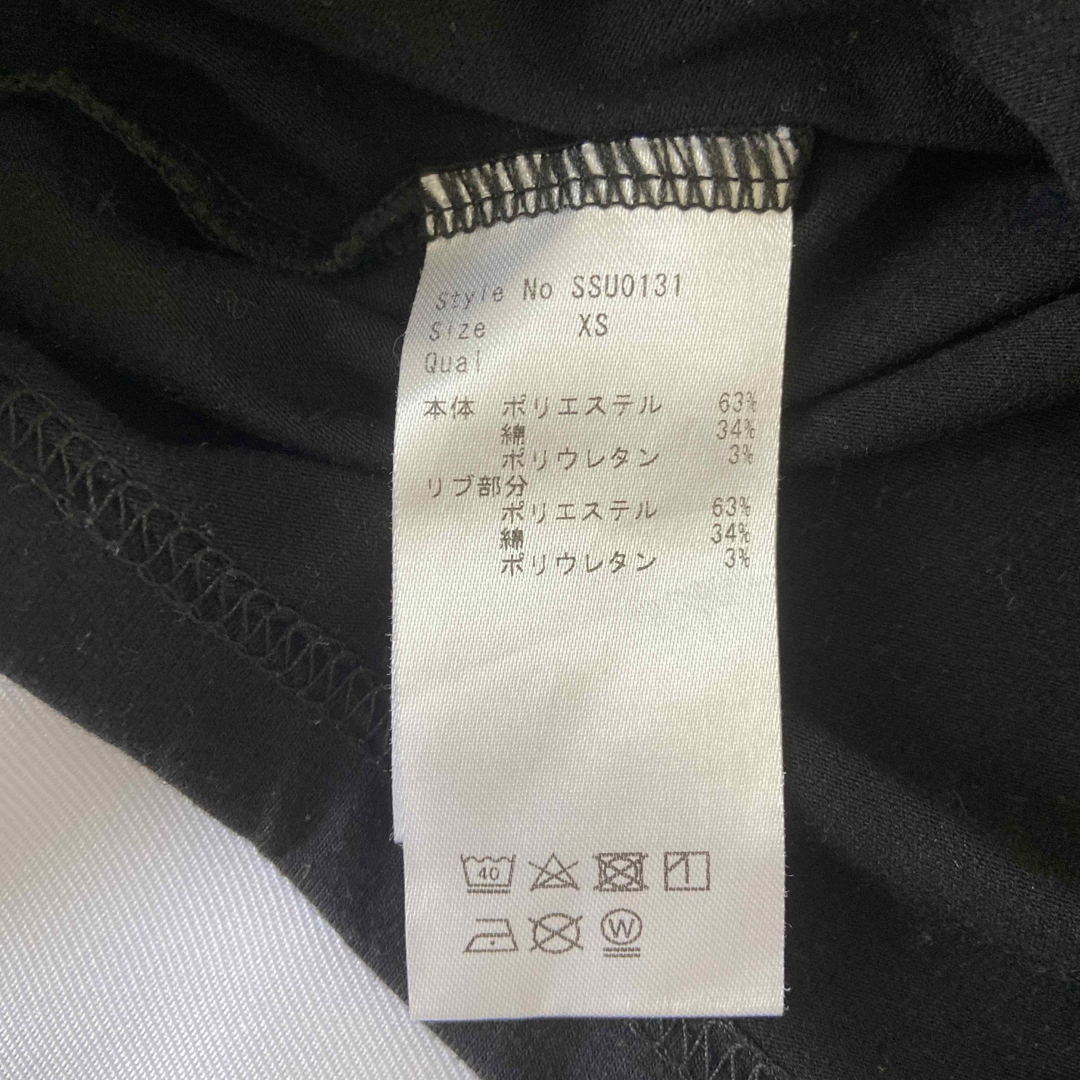 Style No SSU0131
Size XS
Qual
本体 ポリエステル 63%
綿 34%
ポリウレタン 3%
リブ部分
ポリエステル 63%
綿 34%
ポリウレタン 3%
40
W